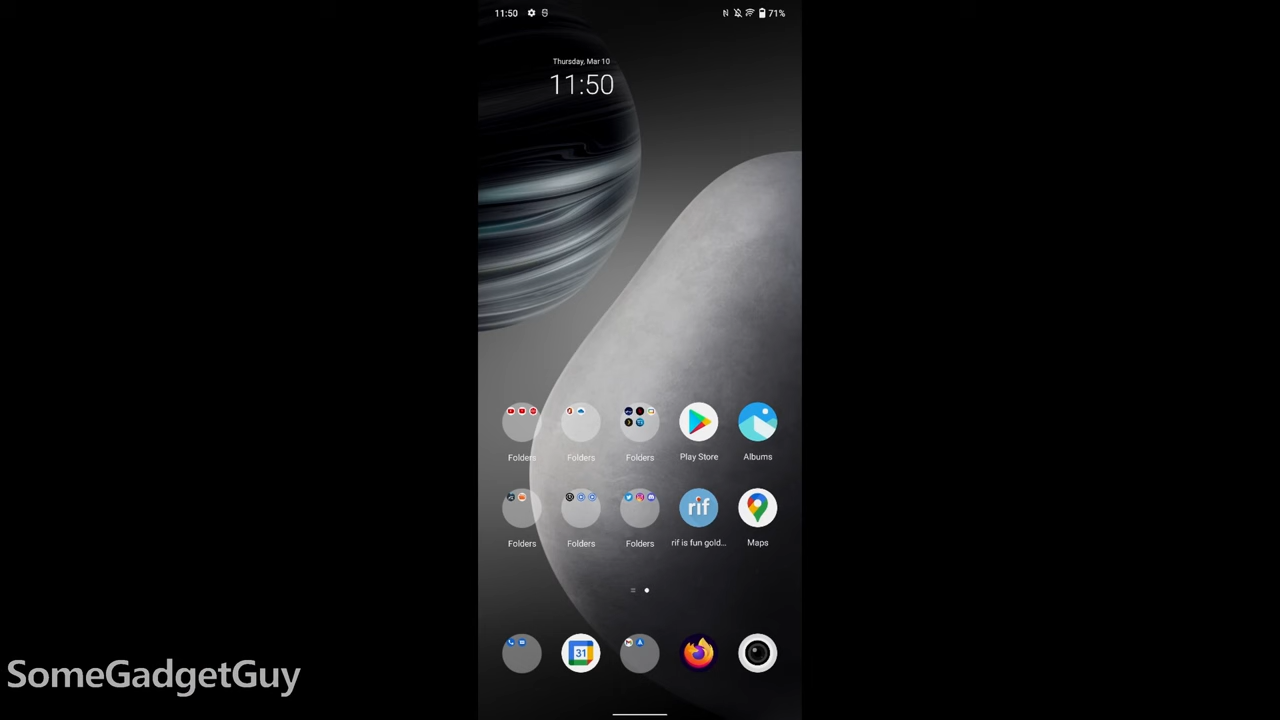 11:50
71%
Thursday, Mar 10
11:50
Folders
Folders
Folders
Play Store
Albums
rif
Folders
Folders
Folders
rif is fun gold...
Maps
31
SomeGadgetGuy